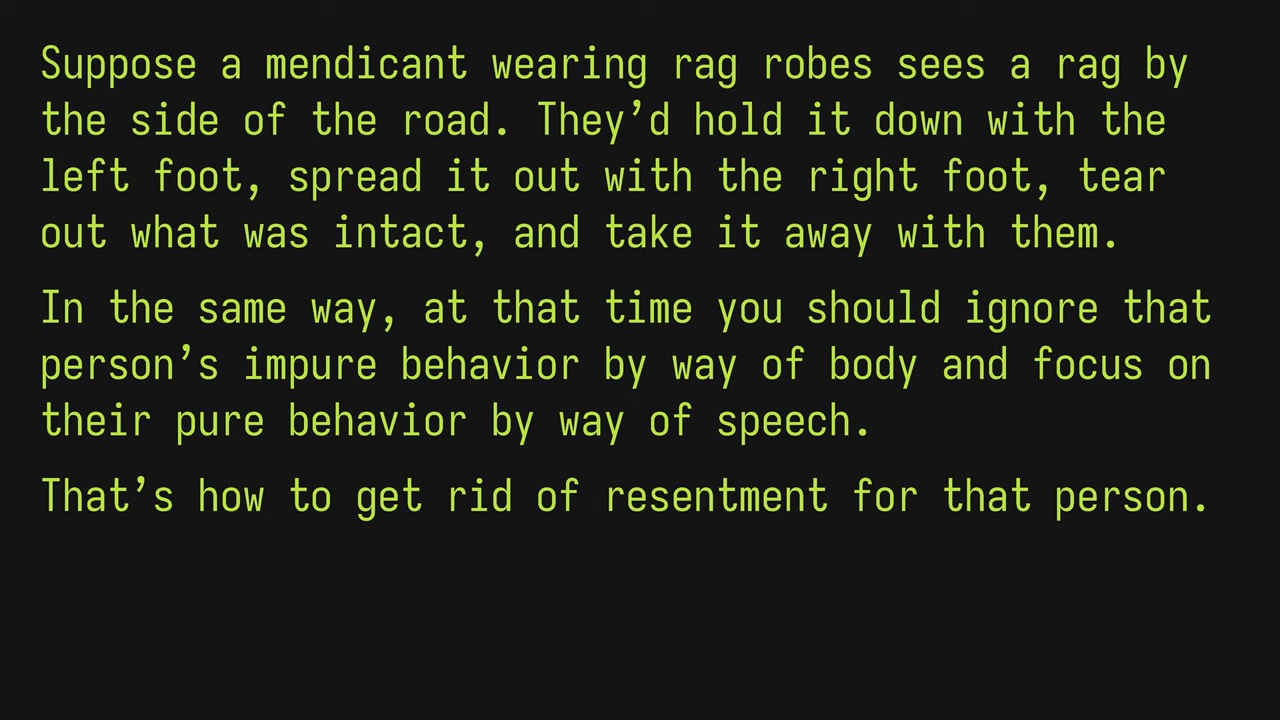 Suppose a mendicant wearing rag robes sees a rag by
the side of the road. They’d hold it down with the
left foot, spread it out with the right foot, tear
out what was intact, and take it away with them.
In the same way, at that time you should ignore that
person’s impure behavior by way of body and focus on
their pure behavior by way of speech.
That’s how to get rid of resentment for that person.